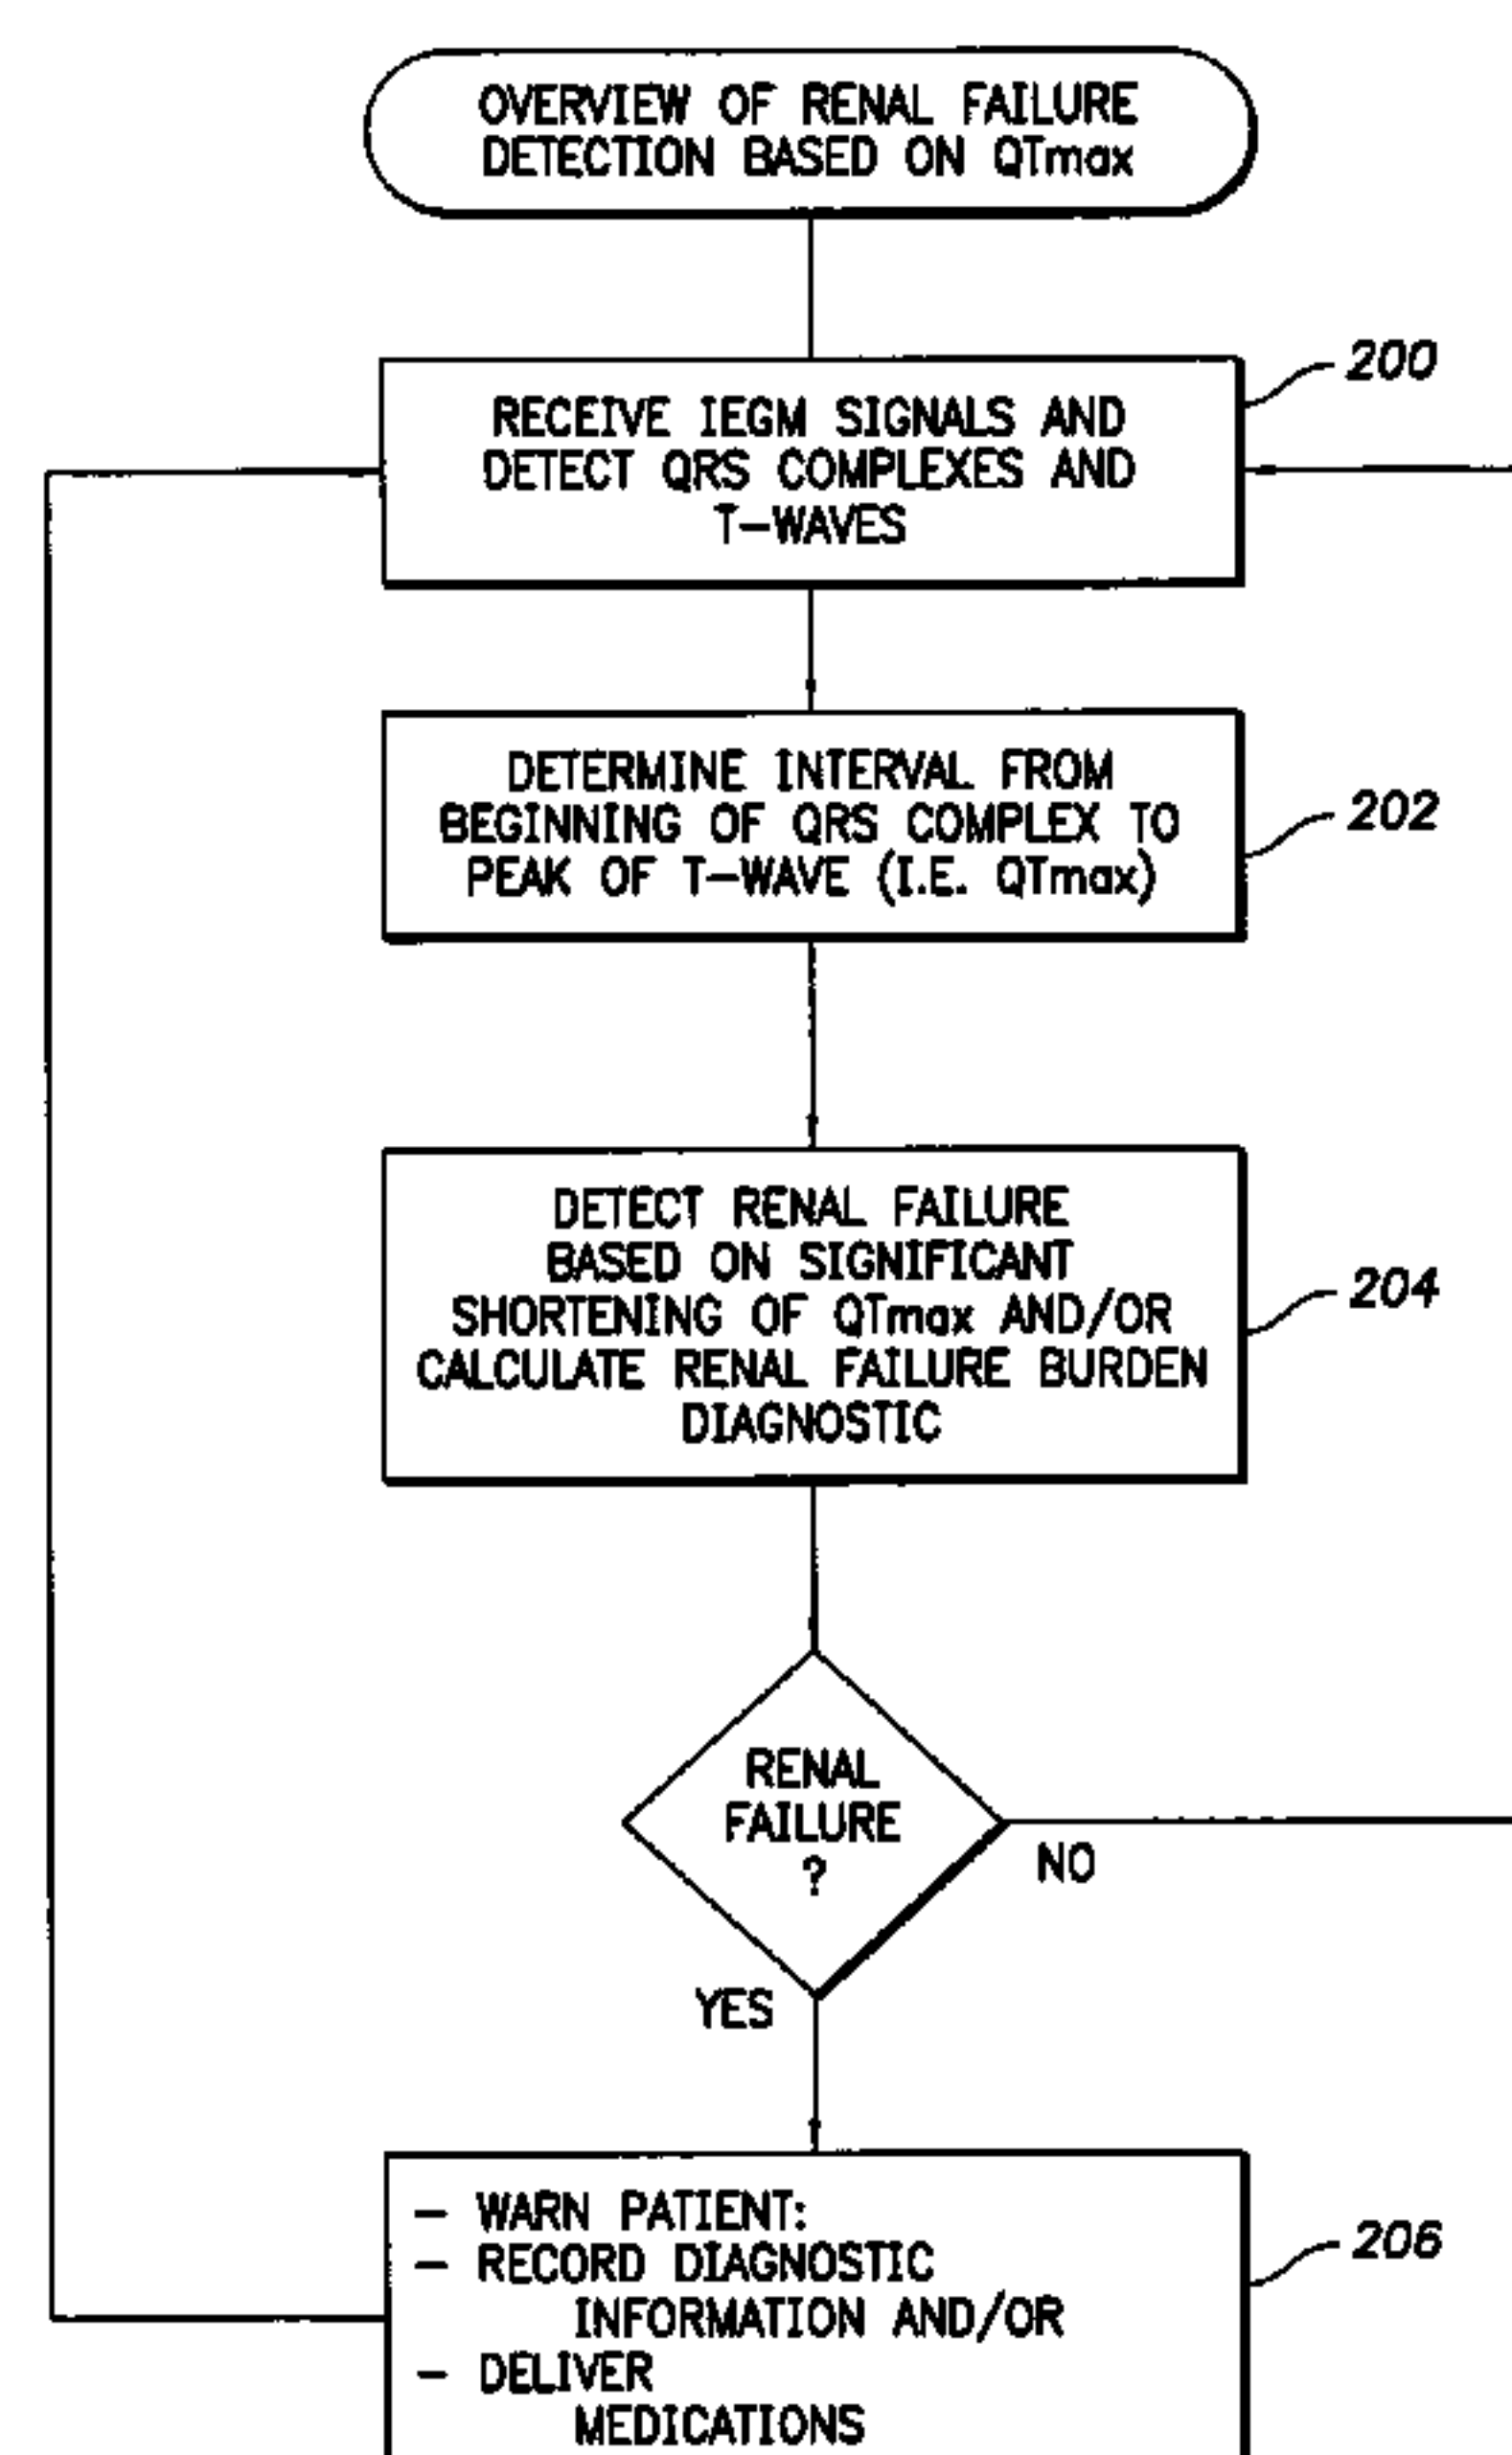 OVERVIEW OF RENAL FAILURE
DETECTION BASED ON QTmax
200
RECEIVE IEGM SIGNALS AND
DETECT QRS COMPLEXES AND
T-WAVES
202
DETERMINE INTERVAL FROM
BEGINNING OF QRS COMPLEX TO
PEAK OF T-WAVE (I.E. QTmax)
204
DETECT RENAL FAILURE
BASED ON SIGNIFICANT
SHORTENING OF QTmax AND/OR
CALCULATE RENAL FAILURE BURDEN
DIAGNOSTIC
RENAL
FAILURE
?
NO
YES
206
- WARN PATIENT:
- RECORD DIAGNOSTIC
INFORMATION AND/OR
- DELIVER
MEDICATIONS